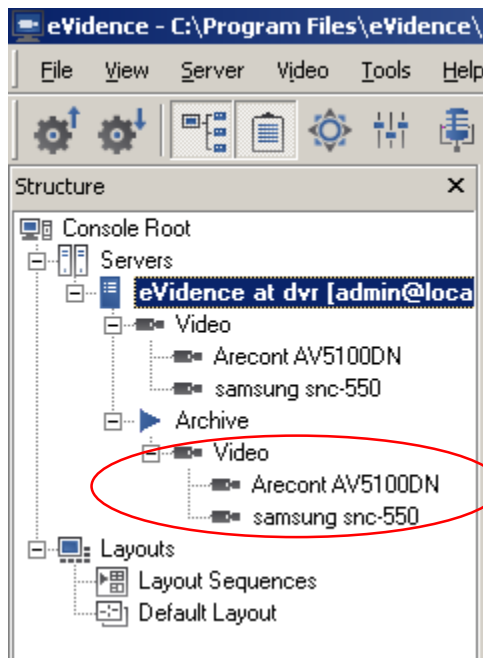 eVidence - C:\Program Files\eVidence\
File View Server Video Tools Help
Structure
Console Root
Servers
eVidence at dvr [admin@loca
Video
Arecont AV5100DN
samsung snc-550
Archive
Video
Arecont AV5100DN
samsung snc-550
Layouts
Layout Sequences
Default Layout